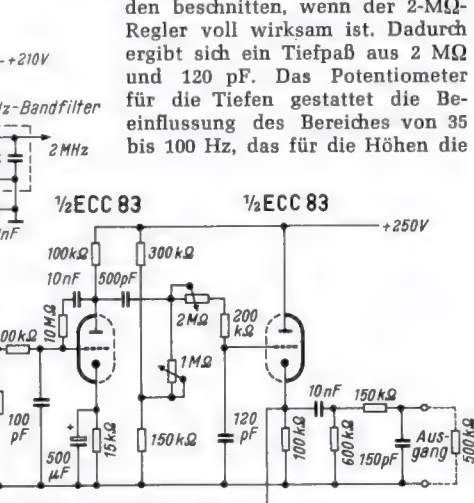 den beschnitten, wenn der 2-MΩ-
Regler voll wirksam ist. Dadurch
ergibt sich ein Tiefpaß aus 2 MΩ
und 120 pF. Das Potentiometer
für die Tiefen gestattet die Be-
einflussung des Bereiches von 35
bis 100 Hz, das für die Höhen die
+210V
z-Bandfilter
2 MHz
nF
½ECC 83
½ECC 83
+250V
100kΩ
300kΩ
10nF
500pF
10MΩ
2MΩ
200
kΩ
00kΩ
1MΩ
100
pF
500
µF
15kΩ
150kΩ
120
pF
100kΩ
10nF
150kΩ
600kΩ
150pF
Aus-
gang
500kΩ